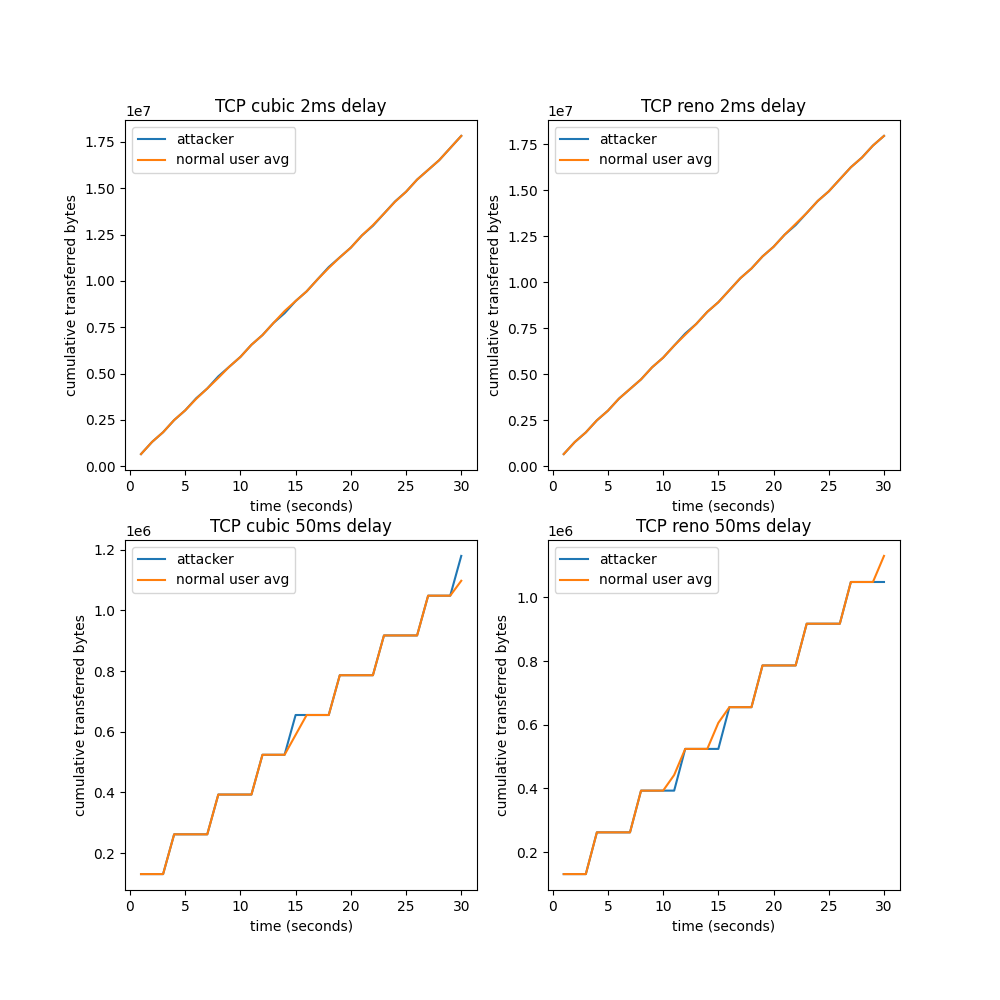 TCP cubic 2ms delay
1e7
attacker
normal user avg
1.75
1.50
1.25
1.00
0.75
0.50
0.25
0.00
cumulative transferred bytes
0 5 10 15 20 25 30
time (seconds)
TCP reno 2ms delay
1e7
attacker
normal user avg
1.75
1.50
1.25
1.00
0.75
0.50
0.25
0.00
cumulative transferred bytes
0 5 10 15 20 25 30
time (seconds)
TCP cubic 50ms delay
1e6
attacker
normal user avg
1.2
1.0
0.8
0.6
0.4
0.2
cumulative transferred bytes
0 5 10 15 20 25 30
time (seconds)
TCP reno 50ms delay
1e6
attacker
normal user avg
1.0
0.8
0.6
0.4
0.2
cumulative transferred bytes
0 5 10 15 20 25 30
time (seconds)